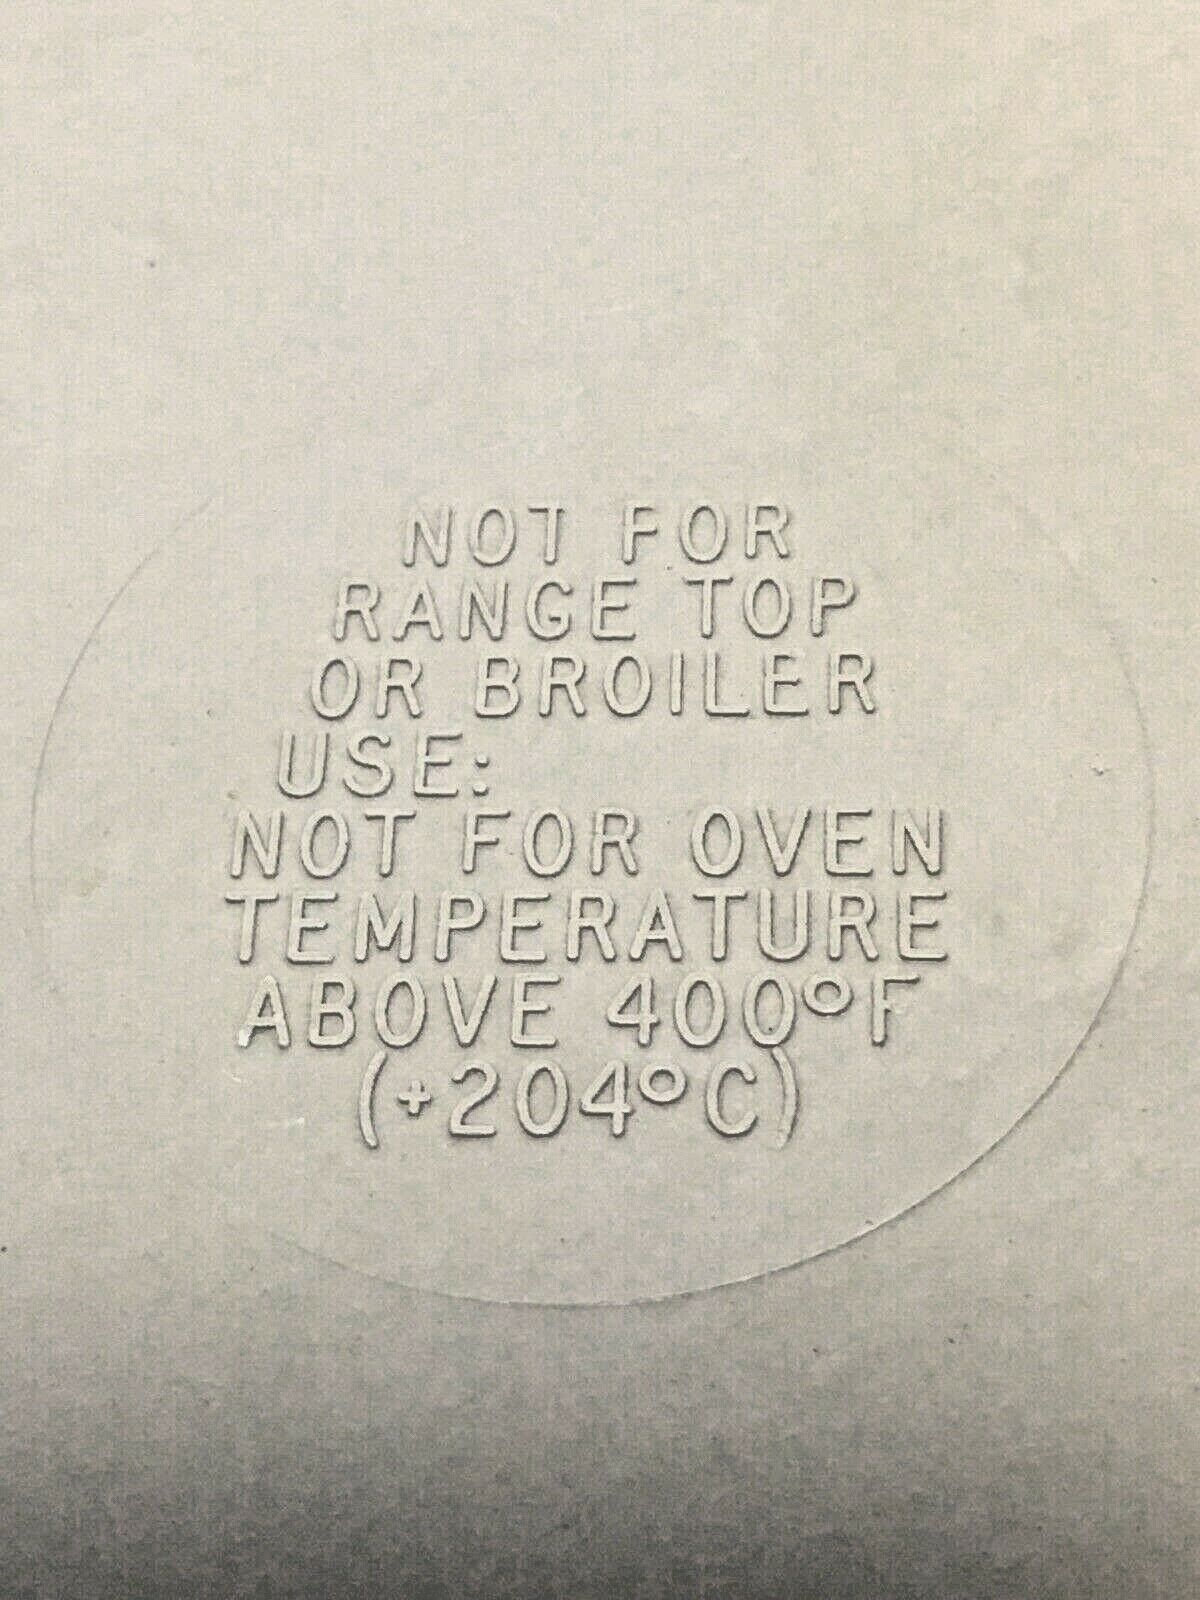 NOT FOR
RANGE TOP
OR BROILER
USE:
NOT FOR OVEN
TEMPERATURE
ABOVE 400°F
(+204°C)